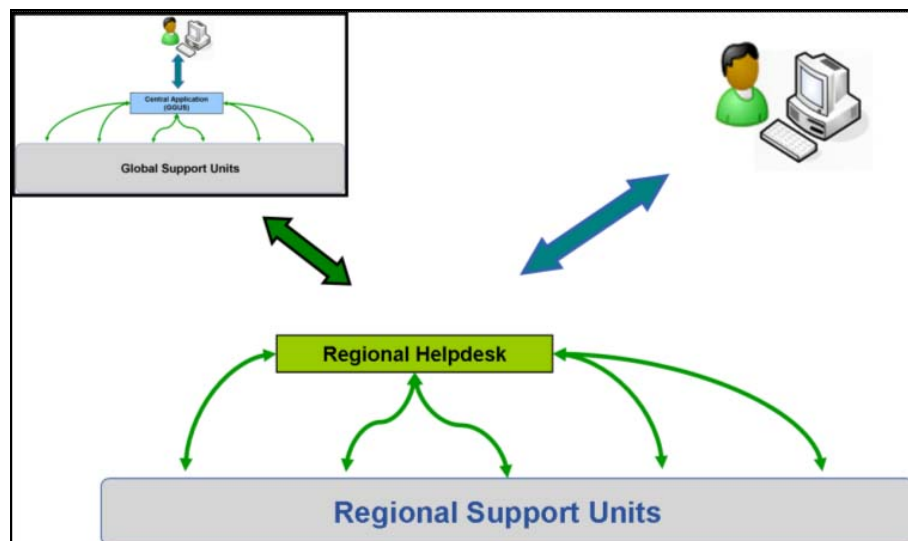 Central Application
(GGUS)
Global Support Units
Regional Helpdesk
Regional Support Units